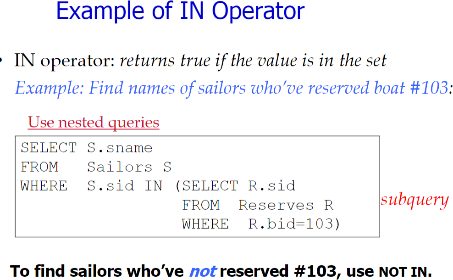 Example of IN Operator
• IN operator: returns true if the value is in the set
Example: Find names of sailors who've reserved boat #103:
Use nested queries
SELECT S.sname
FROM Sailors S
WHERE S.sid IN (SELECT R.sid
FROM Reserves R
WHERE R.bid=103)
subquery
To find sailors who've not reserved #103, use NOT IN.